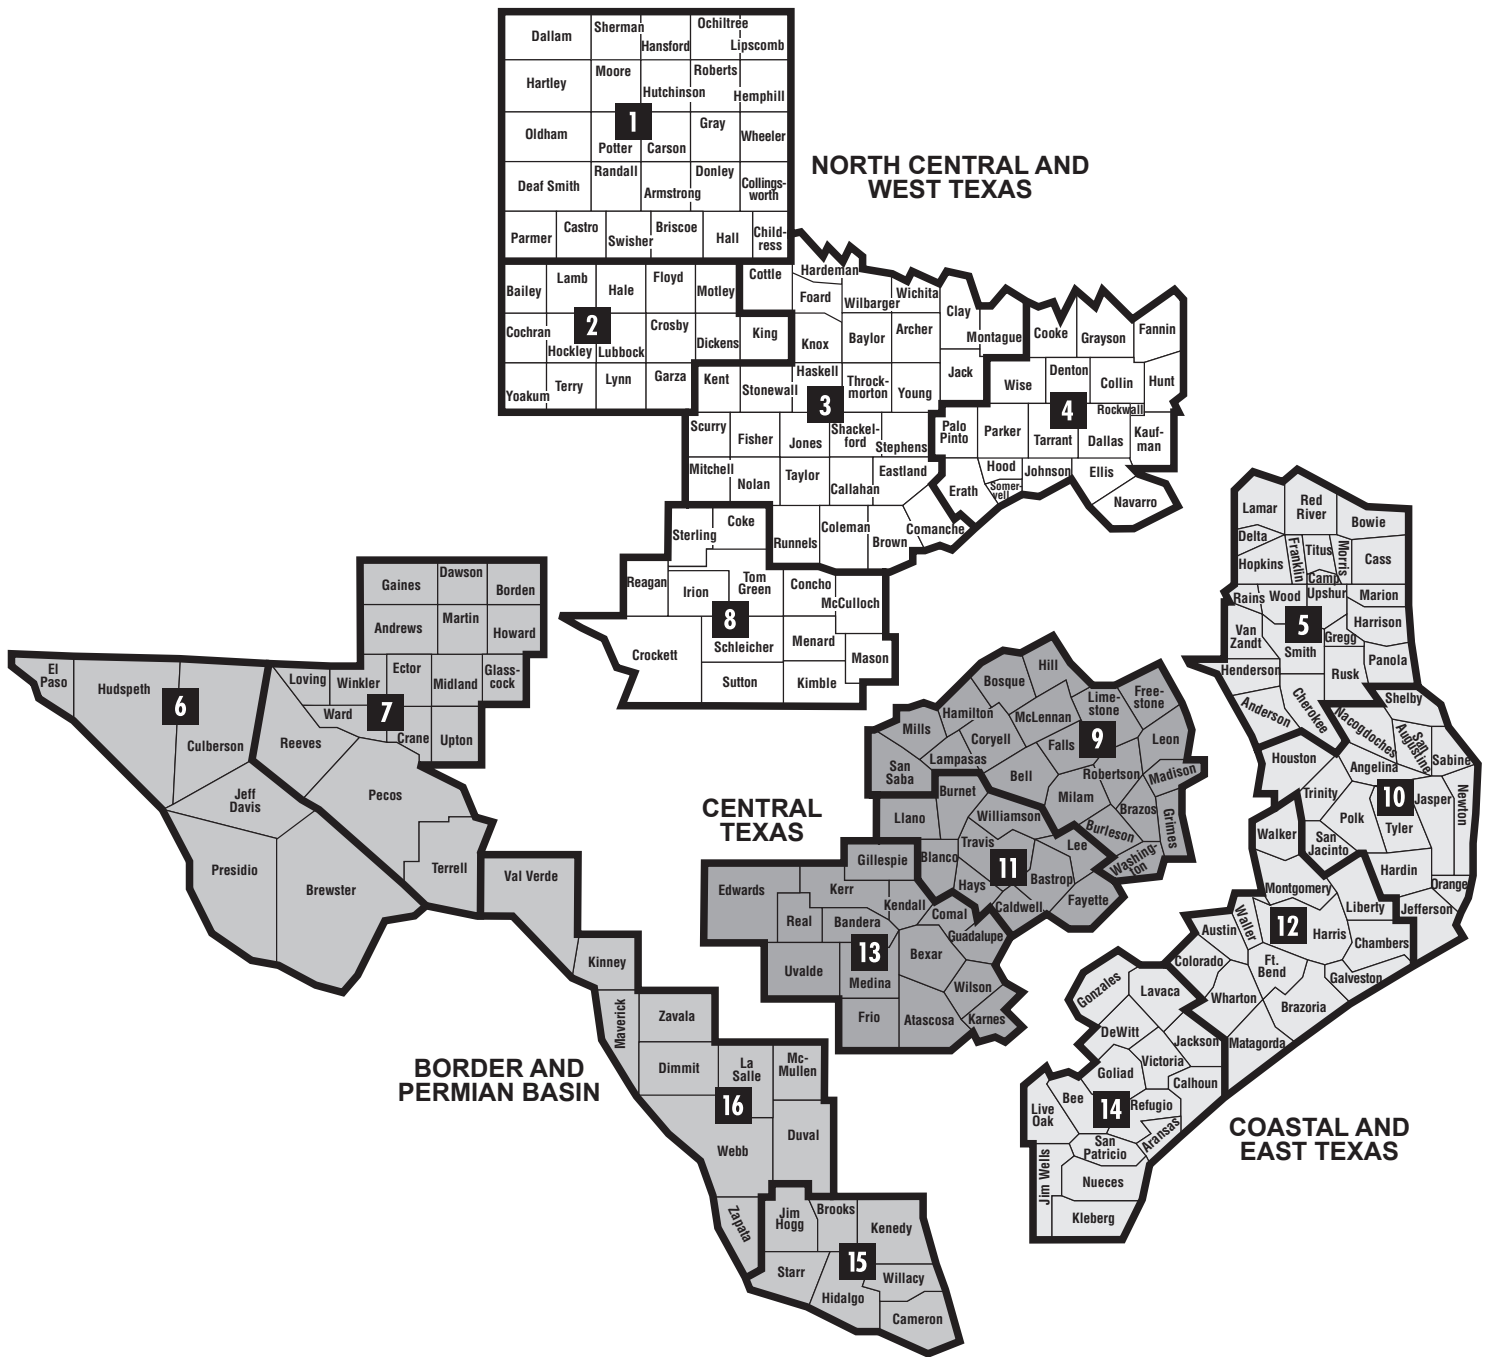 Dallam
Sherman
Hansford
Ochiltree
Lipscomb
Hartley
Moore
Hutchinson
Roberts
Hemphill
1
Oldham
Potter
Carson
Gray
Wheeler
Deaf Smith
Randall
Armstrong
Donley
Collings-
worth
Parmer
Castro
Swisher
Briscoe
Hall
Child-
ress
NORTH CENTRAL AND
WEST TEXAS
Bailey
Lamb
Hale
Floyd
Motley
2
Cochran
Hockley
Lubbock
Crosby
Dickens
King
Yoakum
Terry
Lynn
Garza
Cottle
Hardeman
Foard
Wilbarger
Wichita
Clay
Montague
Knox
Baylor
Archer
Jack
Kent
Stonewall
Haskell
Throck-
morton
Young
3
Scurry
Fisher
Jones
Shackel-
ford
Stephens
Mitchell
Nolan
Taylor
Callahan
Eastland
Runnels
Coleman
Brown
Comanche
Cooke
Grayson
Fannin
Wise
Denton
Collin
Hunt
4
Rockwall
Palo
Pinto
Parker
Tarrant
Dallas
Kauf-
man
Hood
Johnson
Ellis
Erath
Somer-
vell
Navarro
Sterling
Coke
Reagan
Irion
Tom
Green
Concho
McCulloch
8
Crockett
Schleicher
Menard
Mason
Sutton
Kimble
Lamar
Red
River
Bowie
Delta
Hopkins
Franklin
Titus
Morris
Cass
Camp
Rains
Wood
Upshur
Marion
5
Van
Zandt
Smith
Gregg
Harrison
Henderson
Rusk
Panola
Anderson
Cherokee
Gaines
Dawson
Borden
Andrews
Martin
Howard
Loving
Winkler
Ector
Midland
Glass-
cock
7
Ward
Reeves
Crane
Upton
Pecos
Terrell
El
Paso
Hudspeth
6
Culberson
Jeff
Davis
Presidio
Brewster
Hill
Bosque
Lime-
stone
Free-
stone
Mills
Hamilton
McLennan
9
Coryell
Falls
Leon
San
Saba
Lampasas
Bell
Robertson
Madison
Milam
Brazos
Grimes
Burleson
Washing-
ton
CENTRAL
TEXAS
Burnet
Llano
Williamson
Travis
Lee
Blanco
11
Hays
Bastrop
Caldwell
Fayette
Gillespie
Edwards
Kerr
Kendall
Real
Bandera
Comal
Guadalupe
13
Bexar
Uvalde
Medina
Wilson
Frio
Atascosa
Karnes
Shelby
Nacogdoches
San
Augustine
Sabine
Houston
Angelina
Trinity
10
Jasper
Newton
Polk
Tyler
Walker
San
Jacinto
Hardin
Orange
Jefferson
Montgomery
Liberty
12
Waller
Harris
Chambers
Austin
Colorado
Ft.
Bend
Galveston
Wharton
Brazoria
Matagorda
Gonzales
Lavaca
DeWitt
Jackson
Victoria
Goliad
Calhoun
Bee
14
Refugio
Live
Oak
San
Patricio
Aransas
Jim Wells
Nueces
Kleberg
COASTAL AND
EAST TEXAS
Val Verde
Kinney
Maverick
Zavala
BORDER AND
PERMIAN BASIN
Dimmit
La
Salle
Mc-
Mullen
16
Webb
Duval
Zapata
Jim
Hogg
Brooks
Kenedy
15
Starr
Willacy
Hidalgo
Cameron